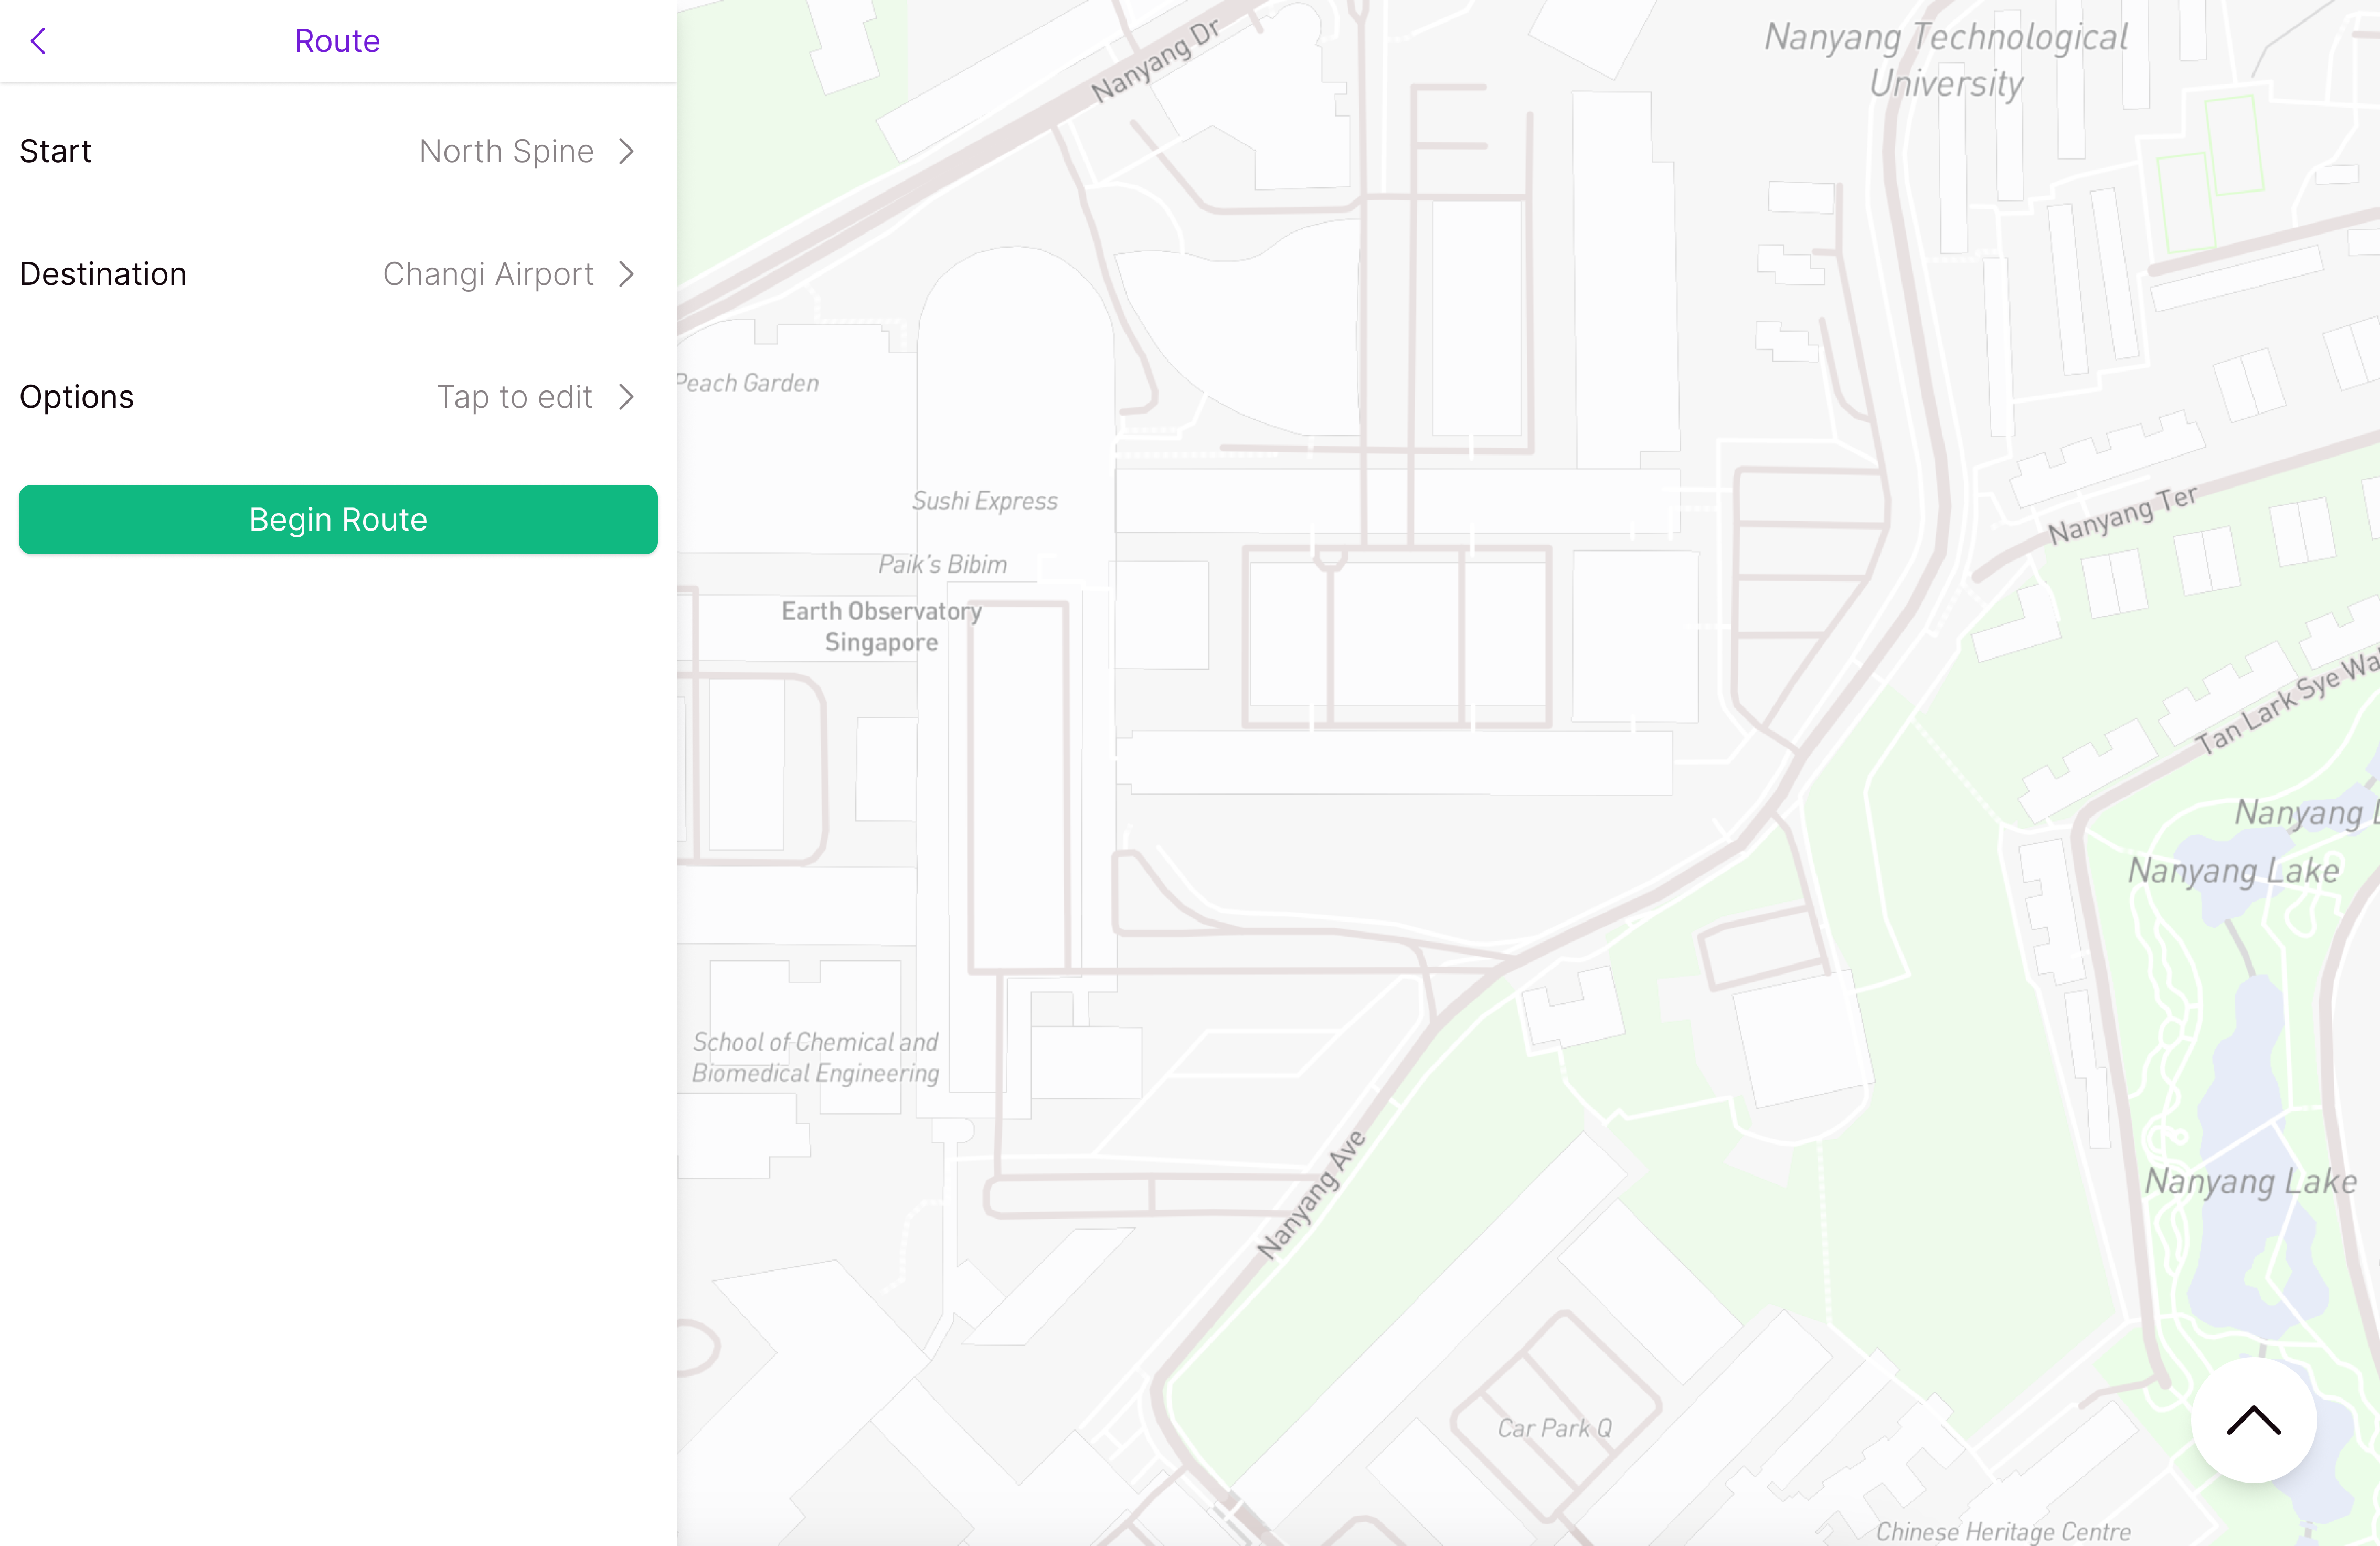 Route
Start
North Spine
Destination
Changi Airport
Options
Tap to edit
Begin Route
Nanyang Dr
Nanyang Technological
University
Peach Garden
Sushi Express
Paik's Bibim
Earth Observatory
Singapore
Nanyang Ter
Tan Lark Sye Wal
Nanyang L
Nanyang Lake
School of Chemical and
Biomedical Engineering
Nanyang Ave
Nanyang Lake
Car Park Q
Chinese Heritage Centre